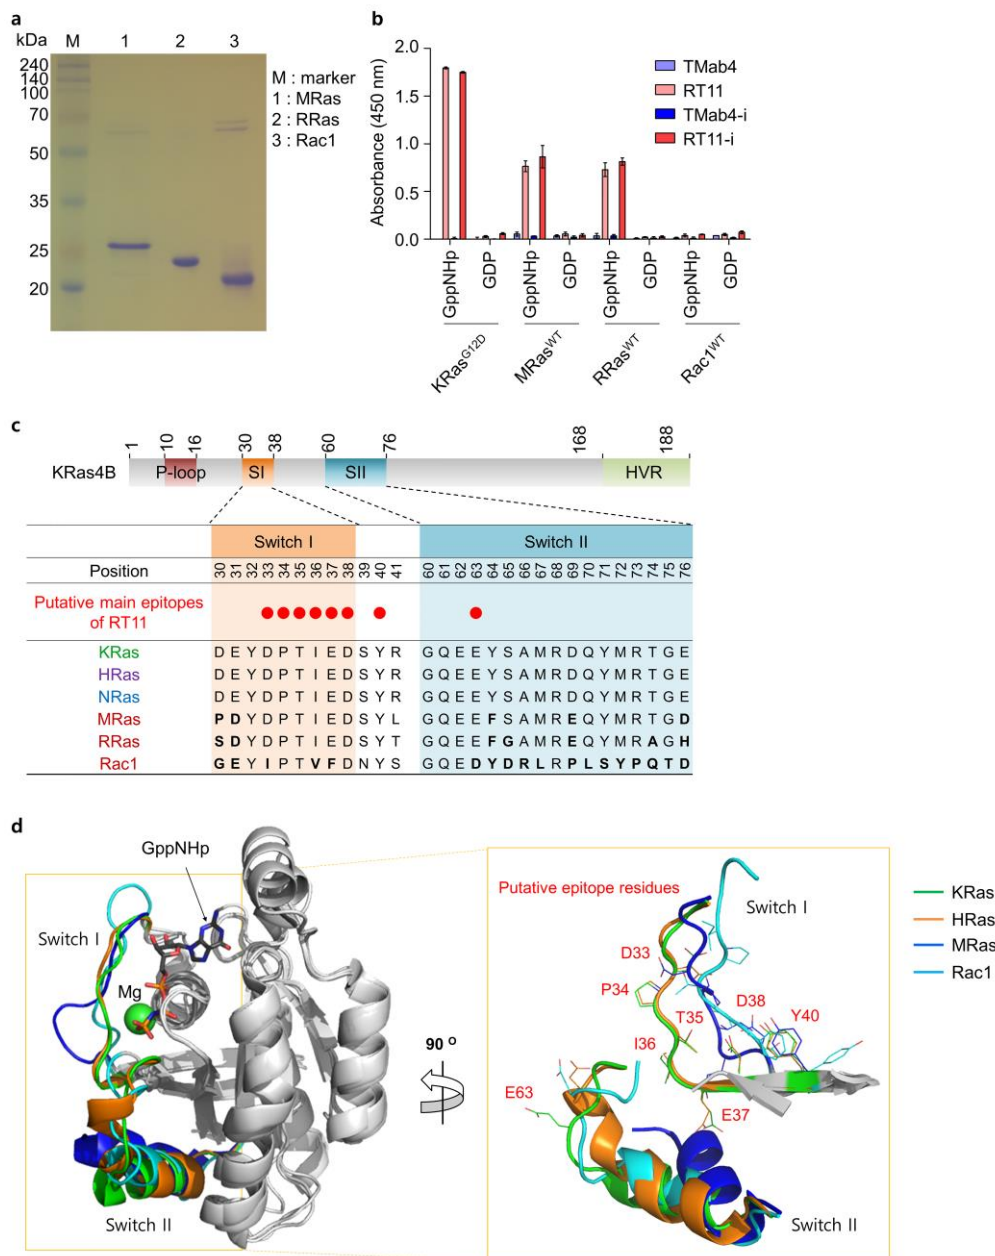 a
kDa M 1 2 3
240
140
100
70
50
35
25
20
M : marker
1 : MRas
2 : RRas
3 : Rac1
b
Absorbance (450 nm)
2.0
1.5
1.0
0.5
0.0
TMab4
RT11
TMab4-i
RT11-i
GppNHp GDP GppNHp GDP GppNHp GDP GppNHp GDP
KRasG12D MRasWT RRasWT Rac1WT
c
1 10 16 30 38 60 76 168 188
KRas4B P-loop SI SII HVR
Switch I Switch II
Position 30 31 32 33 34 35 36 37 38 39 40 41 60 61 62 63 64 65 66 67 68 69 70 71 72 73 74 75 76
Putative main epitopes
of RT11
KRas D E Y D P T I E D S Y R G Q E E Y S A M R D Q Y M R T G E
HRas D E Y D P T I E D S Y R G Q E E Y S A M R D Q Y M R T G E
NRas D E Y D P T I E D S Y R G Q E E Y S A M R D Q Y M R T G E
MRas P D Y D P T I E D S Y L G Q E E F S A M R E Q Y M R T G D
RRas S D Y D P T I E D S Y T G Q E E F G A M R E Q Y M R A G H
Rac1 G E Y I P T V F D N Y S G Q E D Y D R L R P L S Y P Q T D
d
GppNHp
Switch I
Mg
Switch II
90 O
Putative epitope residues
Switch I
D33
P34
T35
D38
Y40
I36
E63
E37
Switch II
KRas
HRas
MRas
Rac1